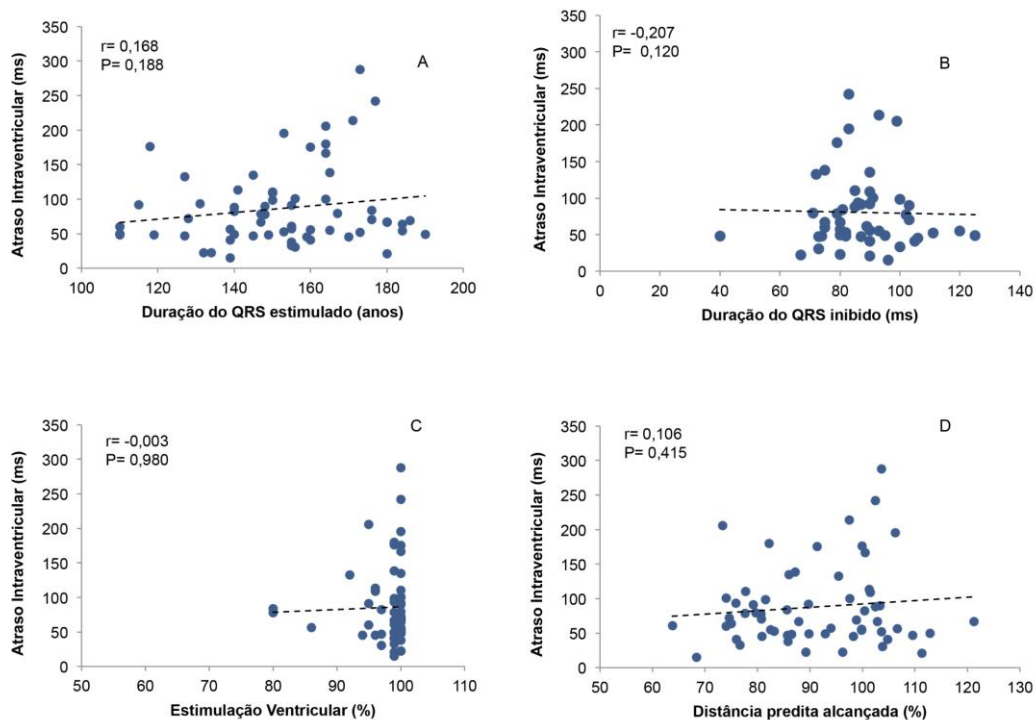 r= 0,168
P= 0,188
A
Atraso Intraventricular (ms)
350
300
250
200
150
100
50
0
100 120 140 160 180 200
Duração do QRS estimulado (anos)
r= -0,207
P= 0,120
B
Atraso Intraventricular (ms)
350
300
250
200
150
100
50
0
0 20 40 60 80 100 120 140
Duração do QRS inibido (ms)
r= -0,003
P= 0,980
C
Atraso Intraventricular (ms)
350
300
250
200
150
100
50
0
50 60 70 80 90 100 110
Estimulação Ventricular (%)
r= 0,106
P= 0,415
D
Atraso Intraventricular (ms)
350
300
250
200
150
100
50
0
50 60 70 80 90 100 110 120 130
Distância predita alcançada (%)